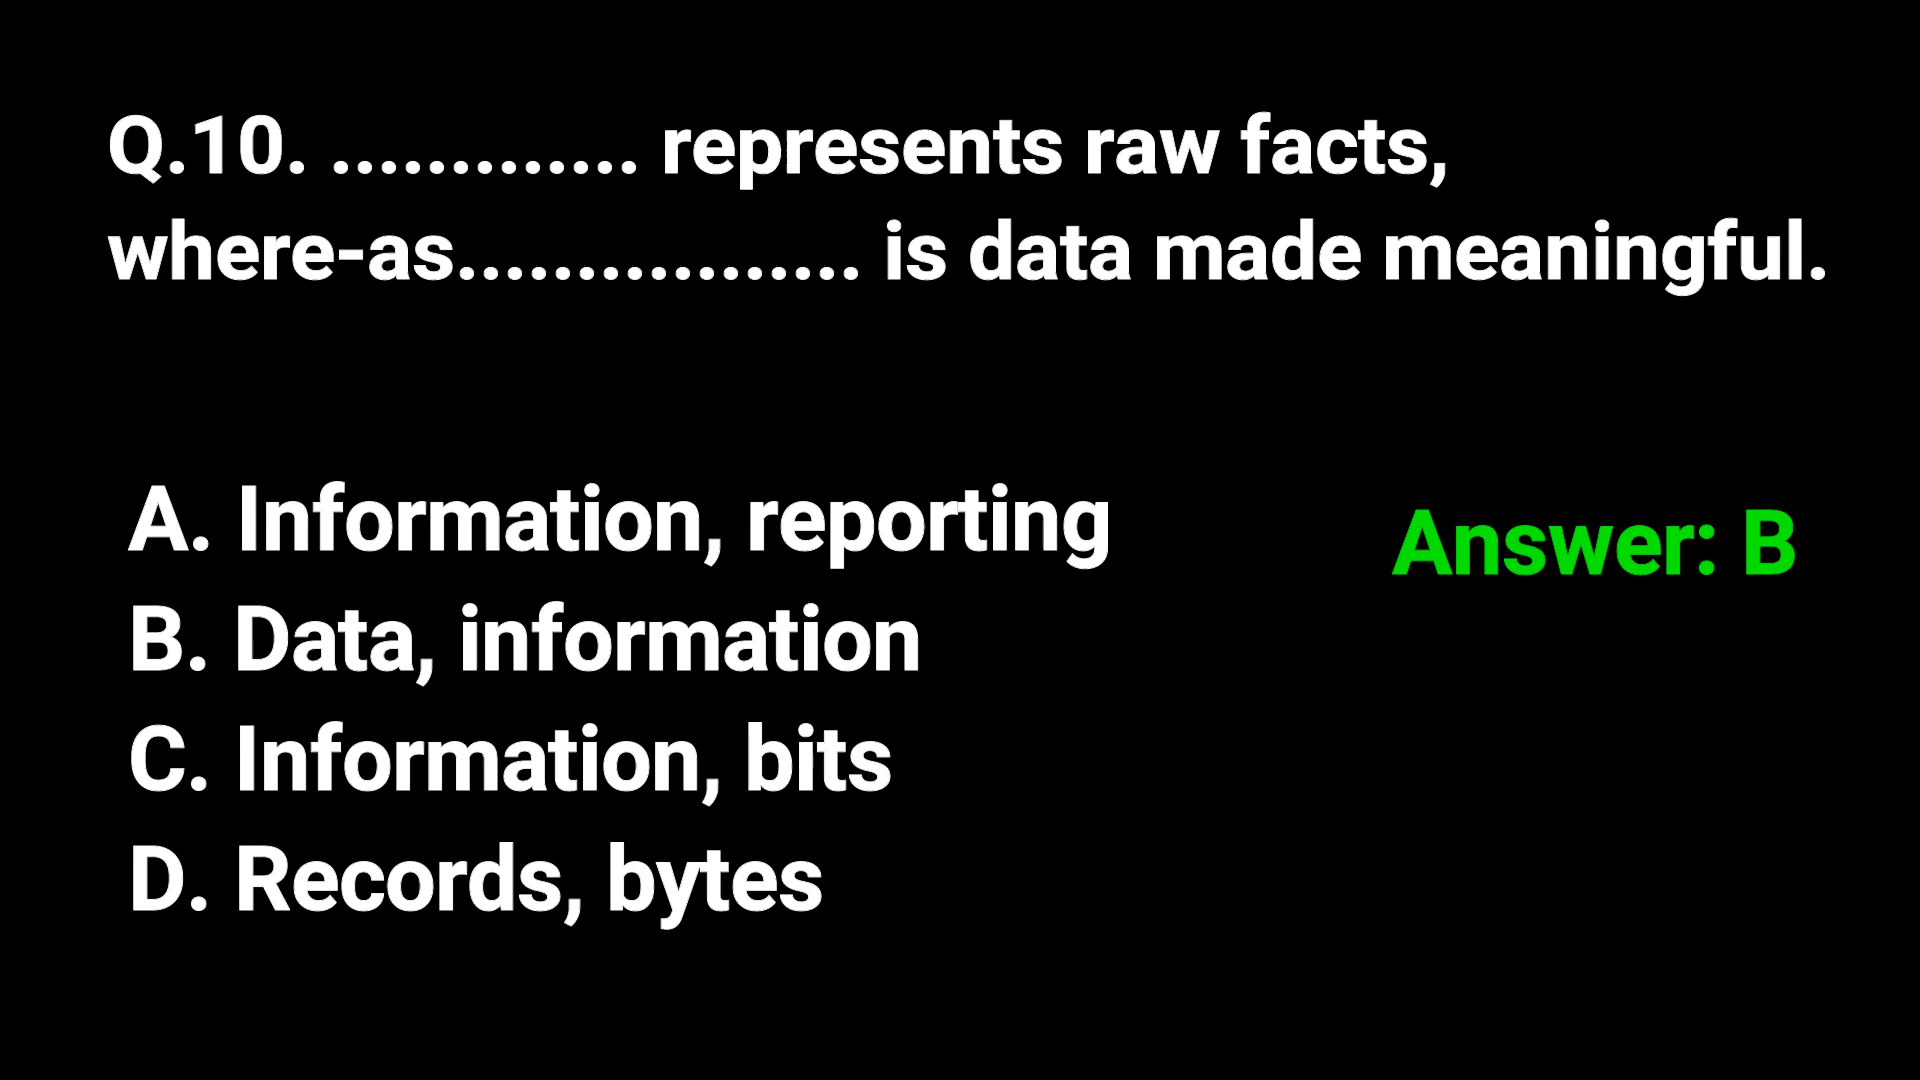 Q.10. ............. represents raw facts,
where-as................. is data made meaningful.
A. Information, reporting
Answer: B
B. Data, information
C. Information, bits
D. Records, bytes